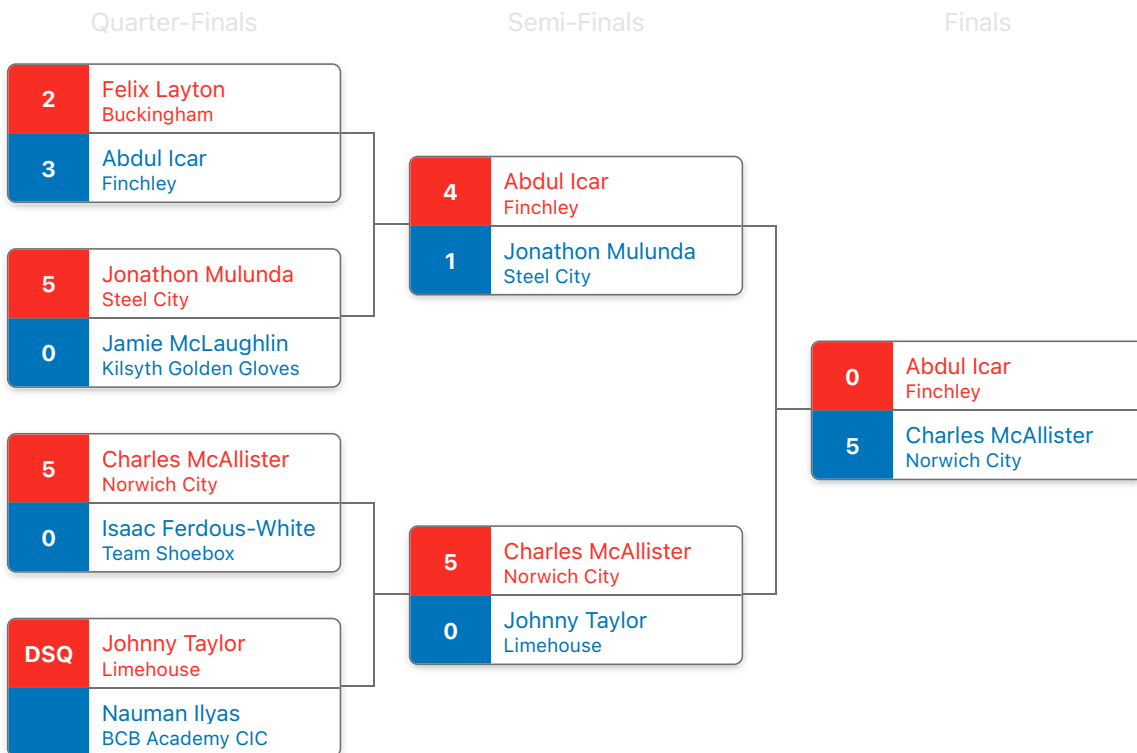 Quarter-Finals
Semi-Finals
Finals
2
Felix Layton
Buckingham
3
Abdul Icar
Finchley
5
Jonathon Mulunda
Steel City
0
Jamie McLaughlin
Kilsyth Golden Gloves
5
Charles McAllister
Norwich City
0
Isaac Ferdous-White
Team Shoebox
DSQ
Johnny Taylor
Limehouse
Nauman Ilyas
BCB Academy CIC
4
Abdul Icar
Finchley
1
Jonathon Mulunda
Steel City
5
Charles McAllister
Norwich City
0
Johnny Taylor
Limehouse
0
Abdul Icar
Finchley
5
Charles McAllister
Norwich City